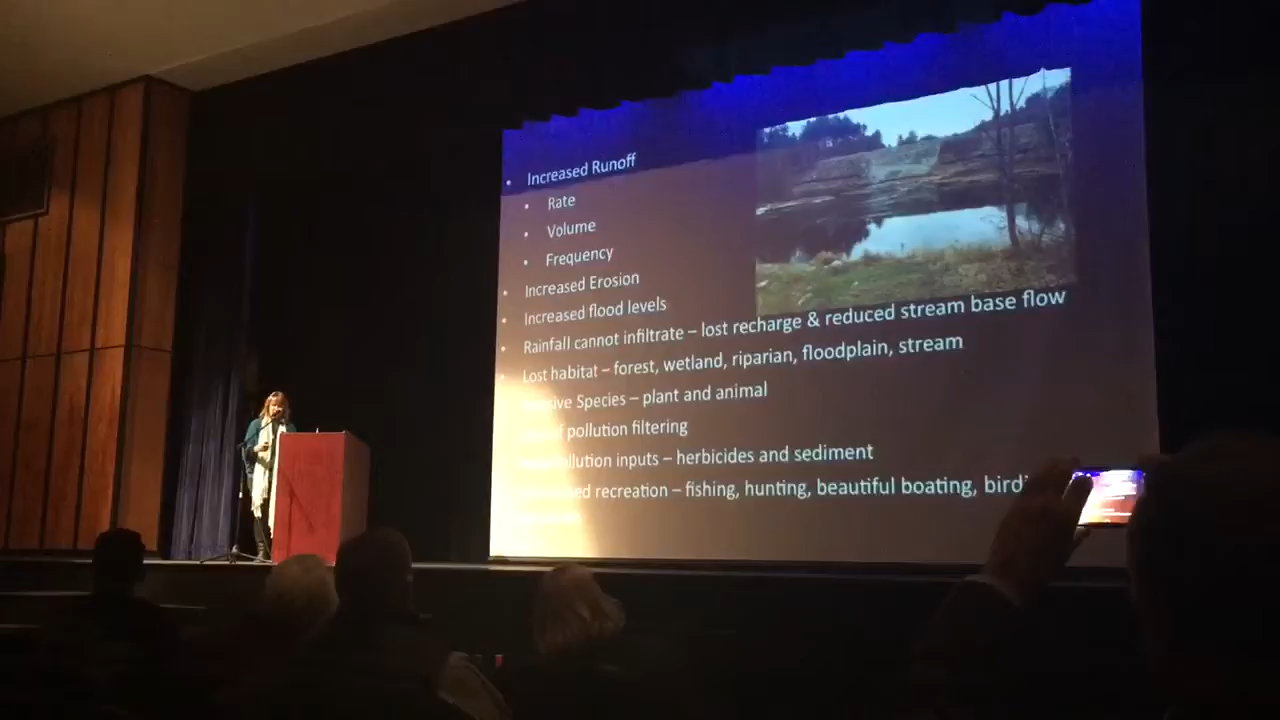 • Increased Runoff
• Rate
• Volume
• Frequency
• Increased Erosion
• Increased flood levels
• Rainfall cannot infiltrate – lost recharge & reduced stream base flow
• Lost habitat – forest, wetland, riparian, floodplain, stream
Species – plant and animal
pollution filtering
inputs – herbicides and sediment
recreation – fishing, hunting, beautiful boating,